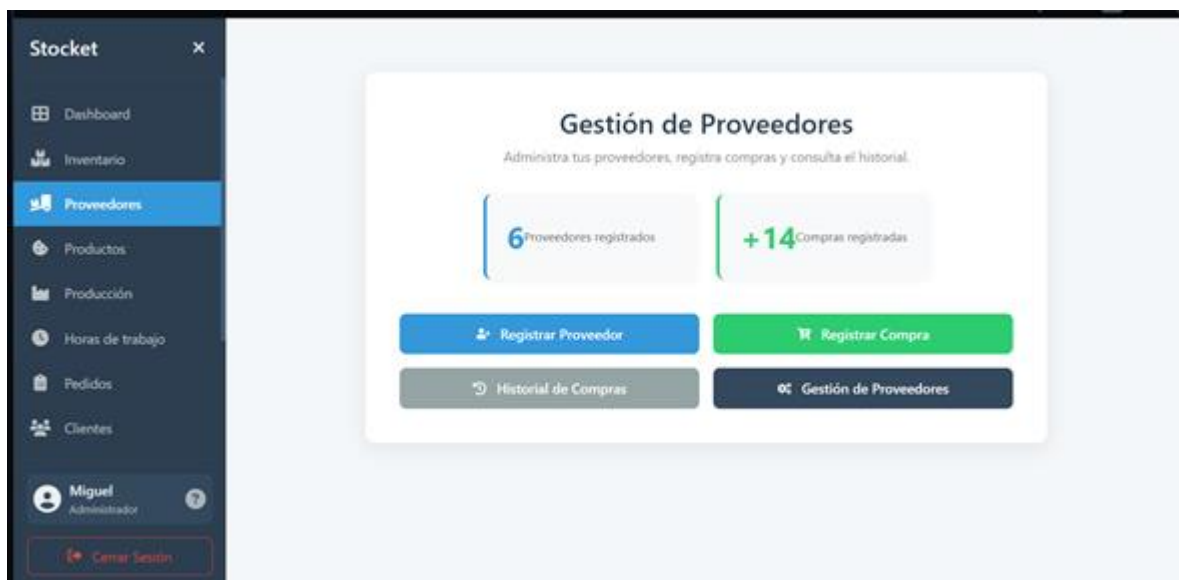 Stocket ×
Dashboard
Inventario
Proveedores
Productos
Producción
Horas de trabajo
Pedidos
Clientes
Miguel
Administrador
?
Cerrar Sesión
Gestión de Proveedores
Administra tus proveedores, registra compras y consulta el historial.
6 Proveedores registrados
+14 Compras registradas
Registrar Proveedor
Registrar Compra
Historial de Compras
Gestión de Proveedores